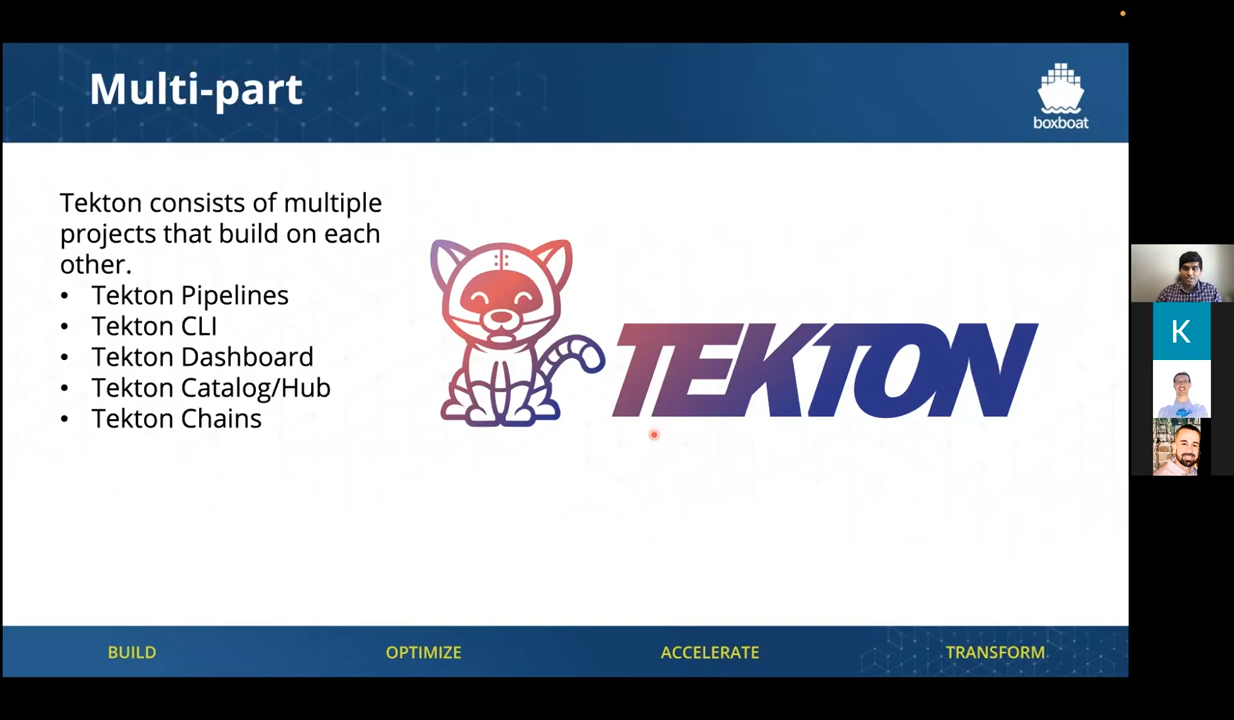 Multi-part
boxboat
Tekton consists of multiple
projects that build on each
other.
• Tekton Pipelines
• Tekton CLI
• Tekton Dashboard
• Tekton Catalog/Hub
• Tekton Chains
TEKTON
K
BUILD OPTIMIZE ACCELERATE TRANSFORM